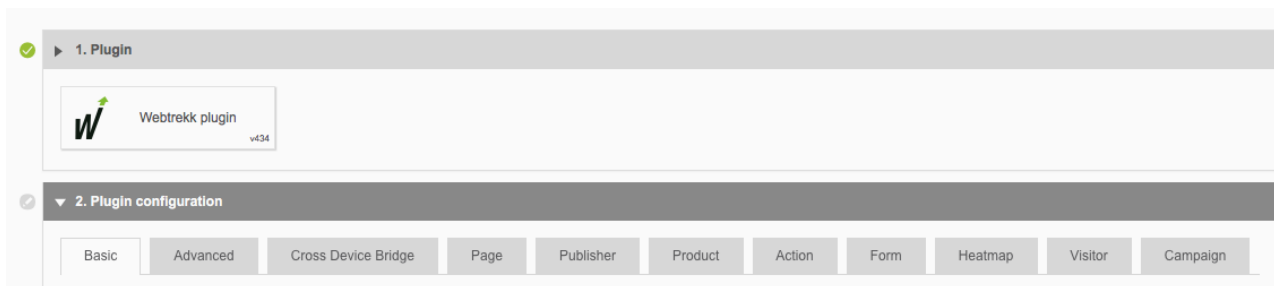 1. Plugin
Webtrekk plugin
v434
2. Plugin configuration
Basic Advanced Cross Device Bridge Page Publisher Product Action Form Heatmap Visitor Campaign